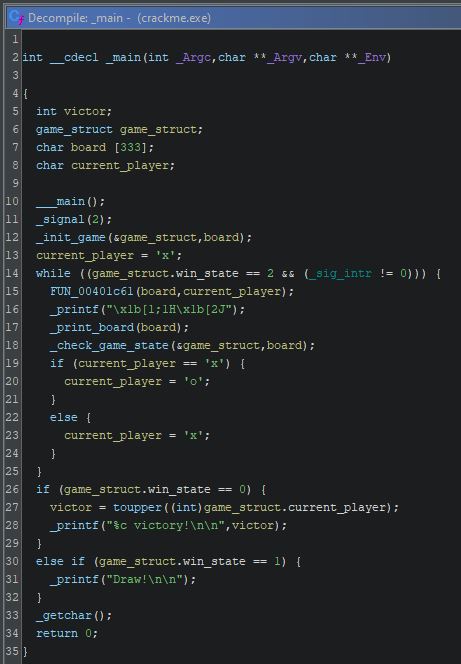 Decompile: _main - (crackme.exe)
1
2 int __cdecl _main(int _Argc,char **_Argv,char **_Env)
3
4 {
5 int victor;
6 game_struct game_struct;
7 char board [333];
8 char current_player;
9
10 ___main();
11 _signal(2);
12 _init_game(&game_struct,board);
13 current_player = 'x';
14 while ((game_struct.win_state == 2 && (_sig_intr != 0))) {
15 FUN_00401c61(board,current_player);
16 _printf("\x1b[1;1H\x1b[2J");
17 _print_board(board);
18 _check_game_state(&game_struct,board);
19 if (current_player == 'x') {
20 current_player = 'o';
21 }
22 else {
23 current_player = 'x';
24 }
25 }
26 if (game_struct.win_state == 0) {
27 victor = toupper((int)game_struct.current_player);
28 _printf("%c victory!\n\n",victor);
29 }
30 else if (game_struct.win_state == 1) {
31 _printf("Draw!\n\n");
32 }
33 _getchar();
34 return 0;
35 }